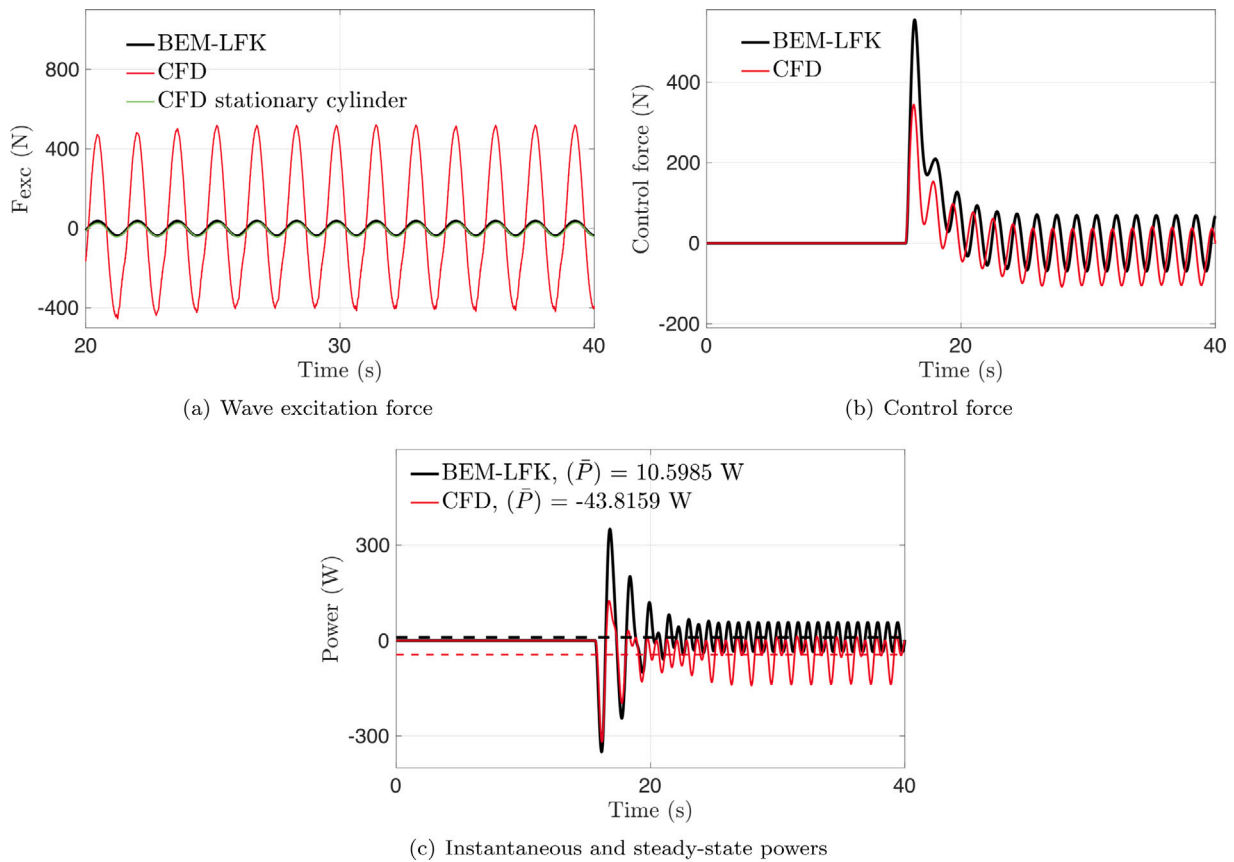 BEM-LFK
CFD
CFD stationary cylinder
800
400
0
-400
Fexc (N)
20
30
40
Time (s)
(a) Wave excitation force
BEM-LFK
CFD
400
200
0
-200
Control force (N)
0
20
40
Time (s)
(b) Control force
BEM-LFK, (P̄) = 10.5985 W
CFD, (P̄) = -43.8159 W
300
0
-300
Power (W)
0
20
40
Time (s)
(c) Instantaneous and steady-state powers